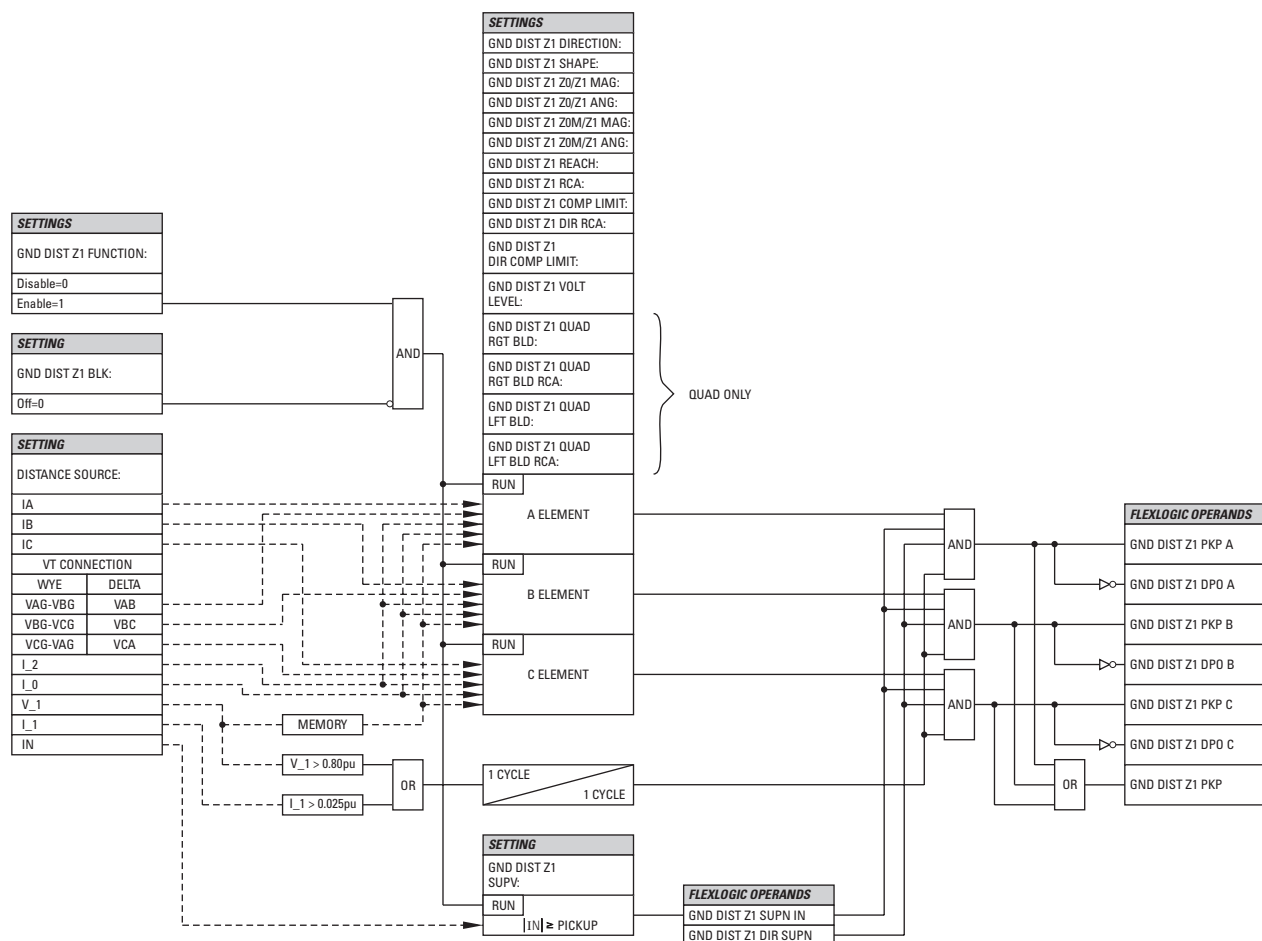 SETTINGS
GND DIST Z1 DIRECTION:
GND DIST Z1 SHAPE:
GND DIST Z1 Z0/Z1 MAG:
GND DIST Z1 Z0/Z1 ANG:
GND DIST Z1 Z0M/Z1 MAG:
GND DIST Z1 Z0M/Z1 ANG:
GND DIST Z1 REACH:
GND DIST Z1 RCA:
GND DIST Z1 COMP LIMIT:
GND DIST Z1 DIR RCA:
GND DIST Z1
DIR COMP LIMIT:
GND DIST Z1 VOLT
LEVEL:
GND DIST Z1 QUAD
RGT BLD:
GND DIST Z1 QUAD
RGT BLD RCA:
GND DIST Z1 QUAD
LFT BLD:
GND DIST Z1 QUAD
LFT BLD RCA:
QUAD ONLY
SETTINGS
GND DIST Z1 FUNCTION:
Disable=0
Enable=1
SETTING
GND DIST Z1 BLK:
Off=0
AND
SETTING
DISTANCE SOURCE:
IA
IB
IC
VT CONNECTION
WYE DELTA
VAG-VBG VAB
VBG-VCG VBC
VCG-VAG VCA
I_2
I_0
V_1
I_1
IN
RUN
A ELEMENT
RUN
B ELEMENT
RUN
C ELEMENT
MEMORY
V_1 > 0.80pu
I_1 > 0.025pu
OR
1 CYCLE
1 CYCLE
SETTING
GND DIST Z1
SUPV:
RUN
|IN| ≥ PICKUP
FLEXLOGIC OPERANDS
GND DIST Z1 SUPN IN
GND DIST Z1 DIR SUPN
AND
AND
AND
OR
FLEXLOGIC OPERANDS
GND DIST Z1 PKP A
GND DIST Z1 DPO A
GND DIST Z1 PKP B
GND DIST Z1 DPO B
GND DIST Z1 PKP C
GND DIST Z1 DPO C
GND DIST Z1 PKP